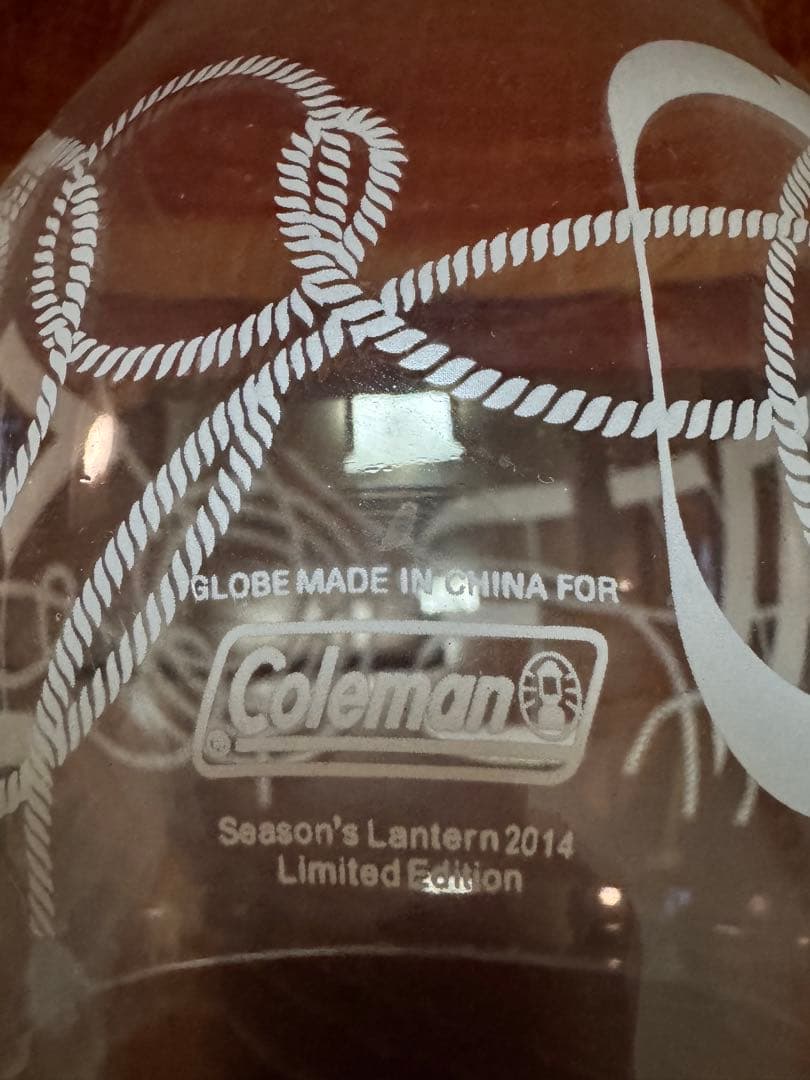 GLOBE MADE IN CHINA FOR
Coleman
®
Season's Lantern 2014
Limited Edition